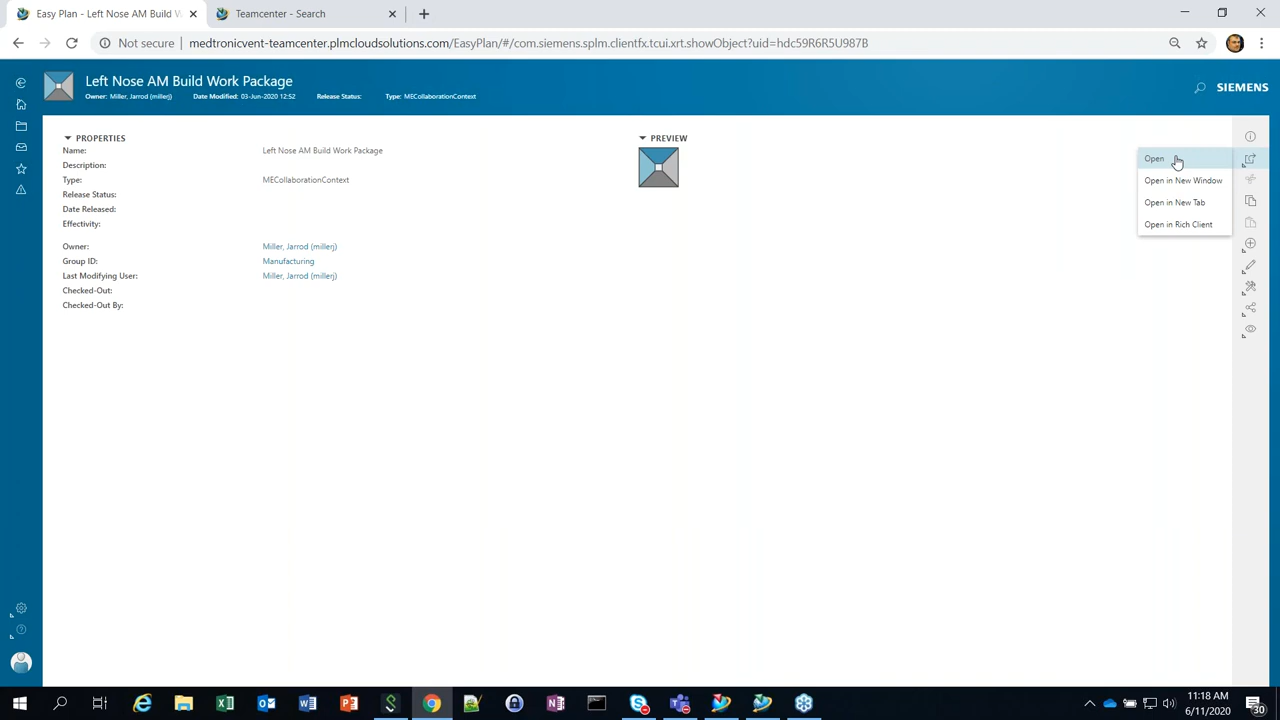 Easy Plan - Left Nose AM Build W
Teamcenter - Search
Not secure
medtronicvent-teamcenter.plmcloudsolutions.com/EasyPlan/#/com.siemens.splm.clientfx.tcui.xrt.showObject?uid=hdc59R6R5U987B
Left Nose AM Build Work Package
Owner: Miller, Jarrod (millerj) Date Modified: 03-Jun-2020 12:52 Release Status: Type: MECollaborationContext
SIEMENS
PROPERTIES
Name: Left Nose AM Build Work Package
Description:
Type: MECollaborationContext
Release Status:
Date Released:
Effectivity:
Owner: Miller, Jarrod (millerj)
Group ID: Manufacturing
Last Modifying User: Miller, Jarrod (millerj)
Checked-Out:
Checked-Out By:
PREVIEW
Open
Open in New Window
Open in New Tab
Open in Rich Client
11:18 AM
6/11/2020
30